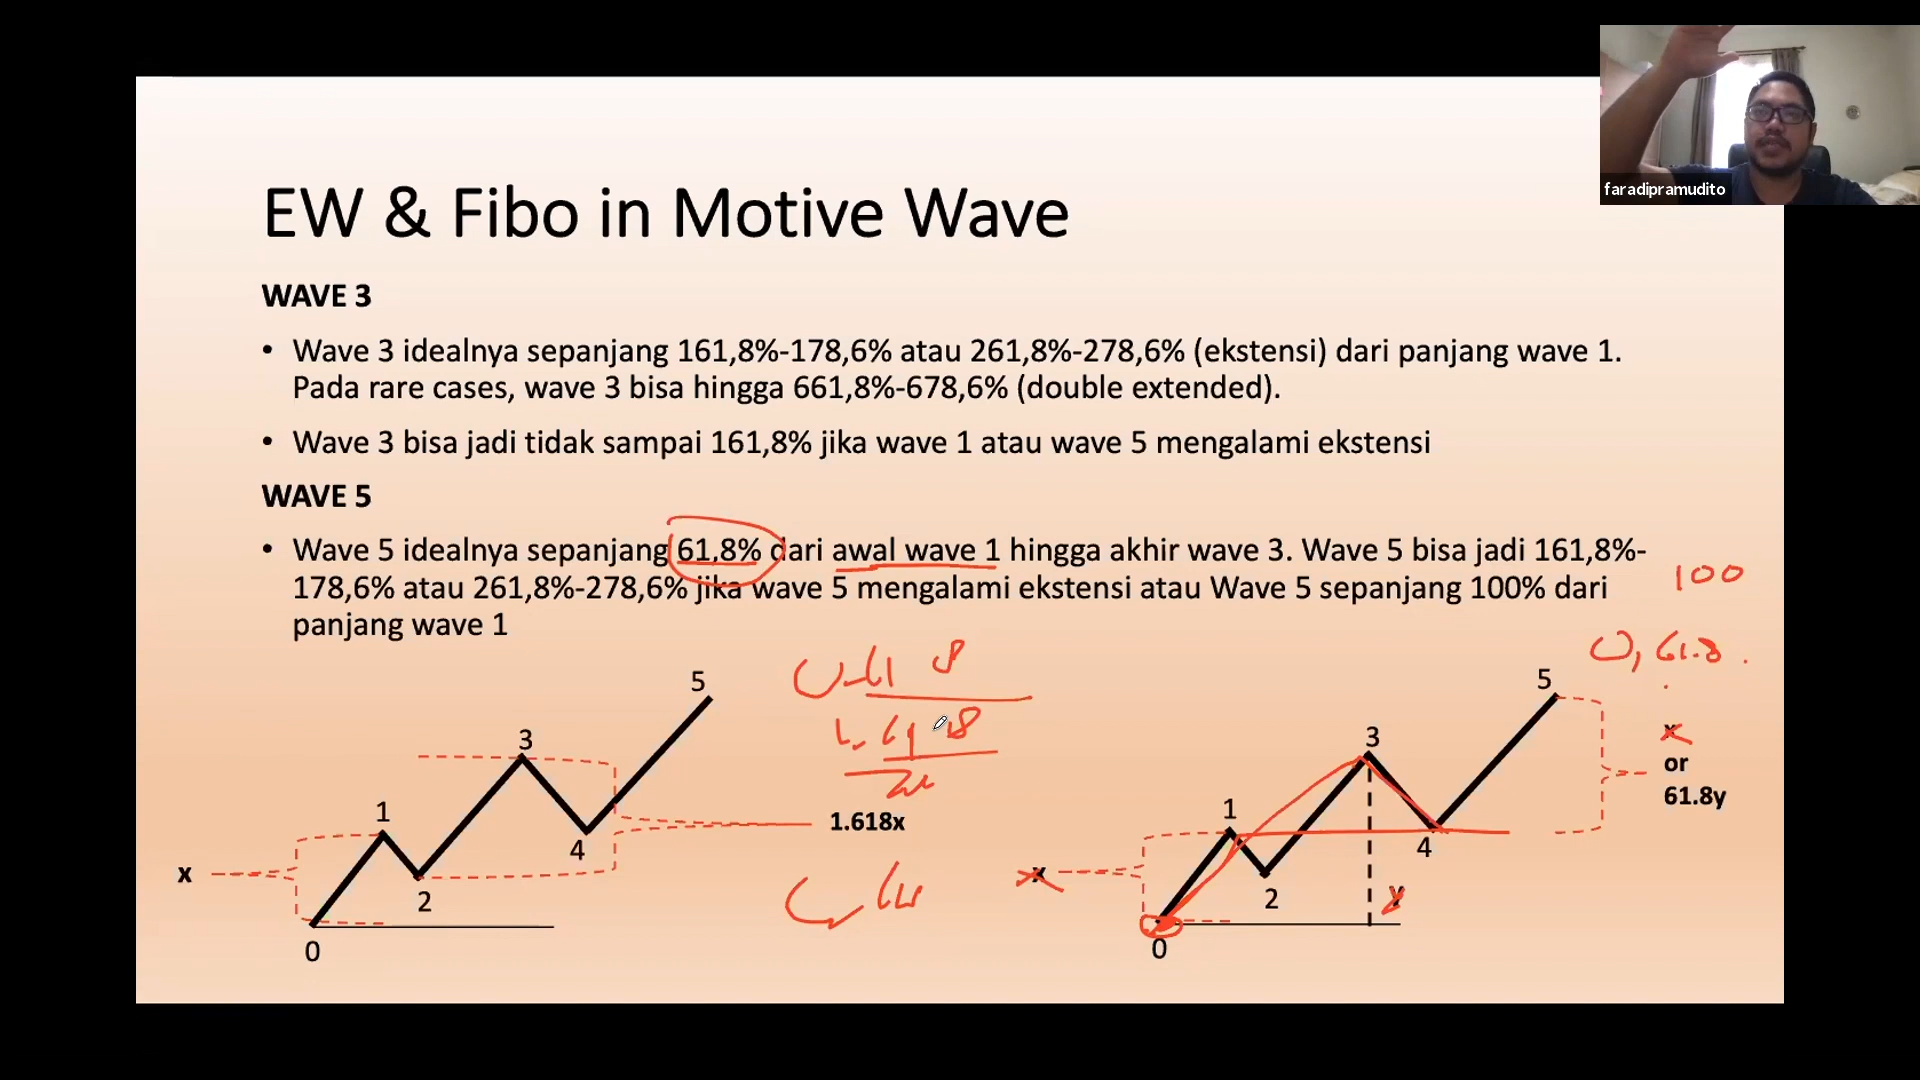 faradipramudito
EW & Fibo in Motive Wave
WAVE 3
• Wave 3 idealnya sepanjang 161,8%-178,6% atau 261,8%-278,6% (ekstensi) dari panjang wave 1.
Pada rare cases, wave 3 bisa hingga 661,8%-678,6% (double extended).
• Wave 3 bisa jadi tidak sampai 161,8% jika wave 1 atau wave 5 mengalami ekstensi
WAVE 5
• Wave 5 idealnya sepanjang 61,8% dari awal wave 1 hingga akhir wave 3. Wave 5 bisa jadi 161,8%-
178,6% atau 261,8%-278,6% jika wave 5 mengalami ekstensi atau Wave 5 sepanjang 100% dari
panjang wave 1
100
0, 61.8
5
3
1
4
2
0
x
1.618x
5
3
1
4
2
0
x
y
x
or
61.8y